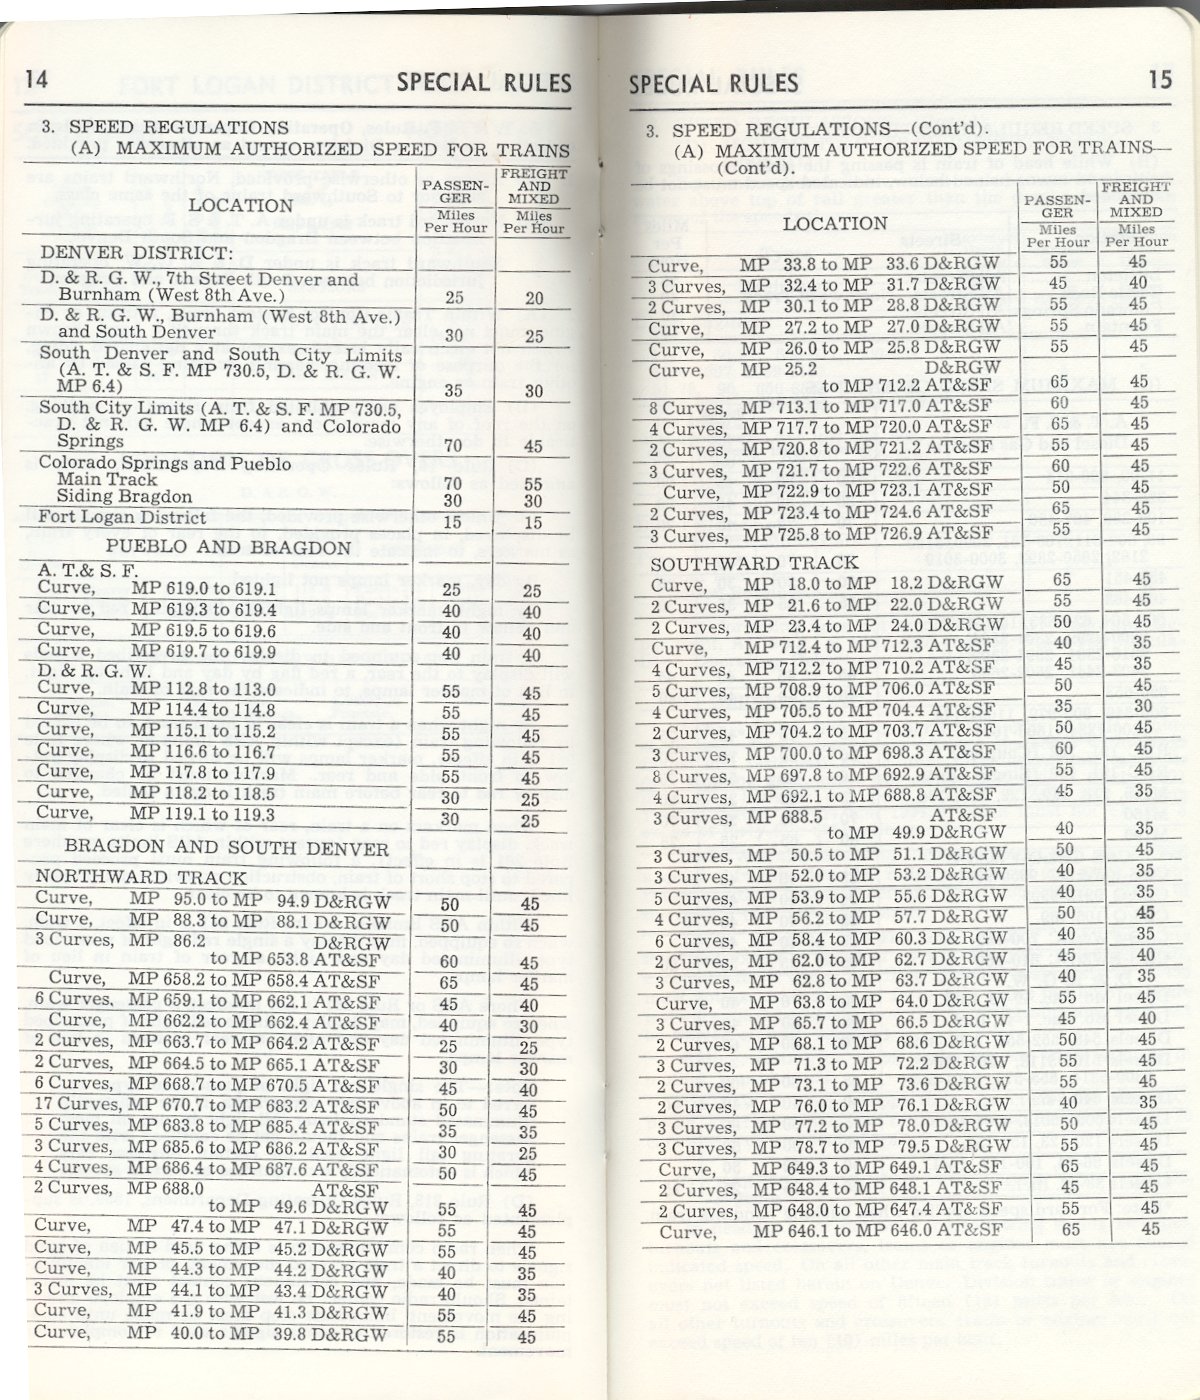 14 SPECIAL RULES
3. SPEED REGULATIONS
(A) MAXIMUM AUTHORIZED SPEED FOR TRAINS
LOCATION PASSEN-GER Miles Per Hour FREIGHT AND MIXED Miles Per Hour
DENVER DISTRICT:
D. & R. G. W., 7th Street Denver and
Burnham (West 8th Ave.) 25 20
D. & R. G. W., Burnham (West 8th Ave.)
and South Denver 30 25
South Denver and South City Limits
(A. T. & S. F. MP 730.5, D. & R. G. W.
MP 6.4) 35 30
South City Limits (A. T. & S. F. MP 730.5,
D. & R. G. W. MP 6.4) and Colorado
Springs 70 45
Colorado Springs and Pueblo
Main Track 70 55
Siding Bragdon 30 30
Fort Logan District 15 15
PUEBLO AND BRAGDON
A. T.& S. F.
Curve, MP 619.0 to 619.1 25 25
Curve, MP 619.3 to 619.4 40 40
Curve, MP 619.5 to 619.6 40 40
Curve, MP 619.7 to 619.9 40 40
D. & R. G. W.
Curve, MP 112.8 to 113.0 55 45
Curve, MP 114.4 to 114.8 55 45
Curve, MP 115.1 to 115.2 55 45
Curve, MP 116.6 to 116.7 55 45
Curve, MP 117.8 to 117.9 55 45
Curve, MP 118.2 to 118.5 30 25
Curve, MP 119.1 to 119.3 30 25
BRAGDON AND SOUTH DENVER
NORTHWARD TRACK
Curve, MP 95.0 to MP 94.9 D&RGW 50 45
Curve, MP 88.3 to MP 88.1 D&RGW 50 45
3 Curves, MP 86.2 D&RGW
to MP 653.8 AT&SF 60 45
Curve, MP 658.2 to MP 658.4 AT&SF 65 45
6 Curves, MP 659.1 to MP 662.1 AT&SF 45 40
Curve, MP 662.2 to MP 662.4 AT&SF 40 30
2 Curves, MP 663.7 to MP 664.2 AT&SF 25 25
2 Curves, MP 664.5 to MP 665.1 AT&SF 30 30
6 Curves, MP 668.7 to MP 670.5 AT&SF 45 40
17 Curves, MP 670.7 to MP 683.2 AT&SF 50 45
5 Curves, MP 683.8 to MP 685.4 AT&SF 35 35
3 Curves, MP 685.6 to MP 686.2 AT&SF 30 25
4 Curves, MP 686.4 to MP 687.6 AT&SF 50 45
2 Curves, MP 688.0 AT&SF
to MP 49.6 D&RGW 55 45
Curve, MP 47.4 to MP 47.1 D&RGW 55 45
Curve, MP 45.5 to MP 45.2 D&RGW 55 45
Curve, MP 44.3 to MP 44.2 D&RGW 40 35
3 Curves, MP 44.1 to MP 43.4 D&RGW 40 35
Curve, MP 41.9 to MP 41.3 D&RGW 55 45
Curve, MP 40.0 to MP 39.8 D&RGW 55 45
SPECIAL RULES 15
3. SPEED REGULATIONS—(Cont'd).
(A) MAXIMUM AUTHORIZED SPEED FOR TRAINS—
(Cont'd).
LOCATION PASSEN-GER Miles Per Hour FREIGHT AND MIXED Miles Per Hour
Curve, MP 33.8 to MP 33.6 D&RGW 55 45
3 Curves, MP 32.4 to MP 31.7 D&RGW 45 40
2 Curves, MP 30.1 to MP 28.8 D&RGW 55 45
Curve, MP 27.2 to MP 27.0 D&RGW 55 45
Curve, MP 26.0 to MP 25.8 D&RGW 55 45
Curve, MP 25.2 D&RGW
to MP 712.2 AT&SF 65 45
8 Curves, MP 713.1 to MP 717.0 AT&SF 60 45
4 Curves, MP 717.7 to MP 720.0 AT&SF 65 45
2 Curves, MP 720.8 to MP 721.2 AT&SF 55 45
3 Curves, MP 721.7 to MP 722.6 AT&SF 60 45
Curve, MP 722.9 to MP 723.1 AT&SF 50 45
2 Curves, MP 723.4 to MP 724.6 AT&SF 65 45
3 Curves, MP 725.8 to MP 726.9 AT&SF 55 45
SOUTHWARD TRACK
Curve, MP 18.0 to MP 18.2 D&RGW 65 45
2 Curves, MP 21.6 to MP 22.0 D&RGW 55 45
2 Curves, MP 23.4 to MP 24.0 D&RGW 50 45
Curve, MP 712.4 to MP 712.3 AT&SF 40 35
4 Curves, MP 712.2 to MP 710.2 AT&SF 45 35
5 Curves, MP 708.9 to MP 706.0 AT&SF 50 45
4 Curves, MP 705.5 to MP 704.4 AT&SF 35 30
2 Curves, MP 704.2 to MP 703.7 AT&SF 50 45
3 Curves, MP 700.0 to MP 698.3 AT&SF 60 45
8 Curves, MP 697.8 to MP 692.9 AT&SF 55 45
4 Curves, MP 692.1 to MP 688.8 AT&SF 45 35
3 Curves, MP 688.5 AT&SF
to MP 49.9 D&RGW 40 35
3 Curves, MP 50.5 to MP 51.1 D&RGW 50 45
3 Curves, MP 52.0 to MP 53.2 D&RGW 40 35
5 Curves, MP 53.9 to MP 55.6 D&RGW 40 35
4 Curves, MP 56.2 to MP 57.7 D&RGW 50 45
6 Curves, MP 58.4 to MP 60.3 D&RGW 40 35
2 Curves, MP 62.0 to MP 62.7 D&RGW 45 40
3 Curves, MP 62.8 to MP 63.7 D&RGW 40 35
Curve, MP 63.8 to MP 64.0 D&RGW 55 45
3 Curves, MP 65.7 to MP 66.5 D&RGW 45 40
2 Curves, MP 68.1 to MP 68.6 D&RGW 50 45
3 Curves, MP 71.3 to MP 72.2 D&RGW 55 45
2 Curves, MP 73.1 to MP 73.6 D&RGW 55 45
2 Curves, MP 76.0 to MP 76.1 D&RGW 40 35
3 Curves, MP 77.2 to MP 78.0 D&RGW 50 45
3 Curves, MP 78.7 to MP 79.5 D&RGW 55 45
Curve, MP 649.3 to MP 649.1 AT&SF 65 45
2 Curves, MP 648.4 to MP 648.1 AT&SF 45 45
2 Curves, MP 648.0 to MP 647.4 AT&SF 55 45
Curve, MP 646.1 to MP 646.0 AT&SF 65 45